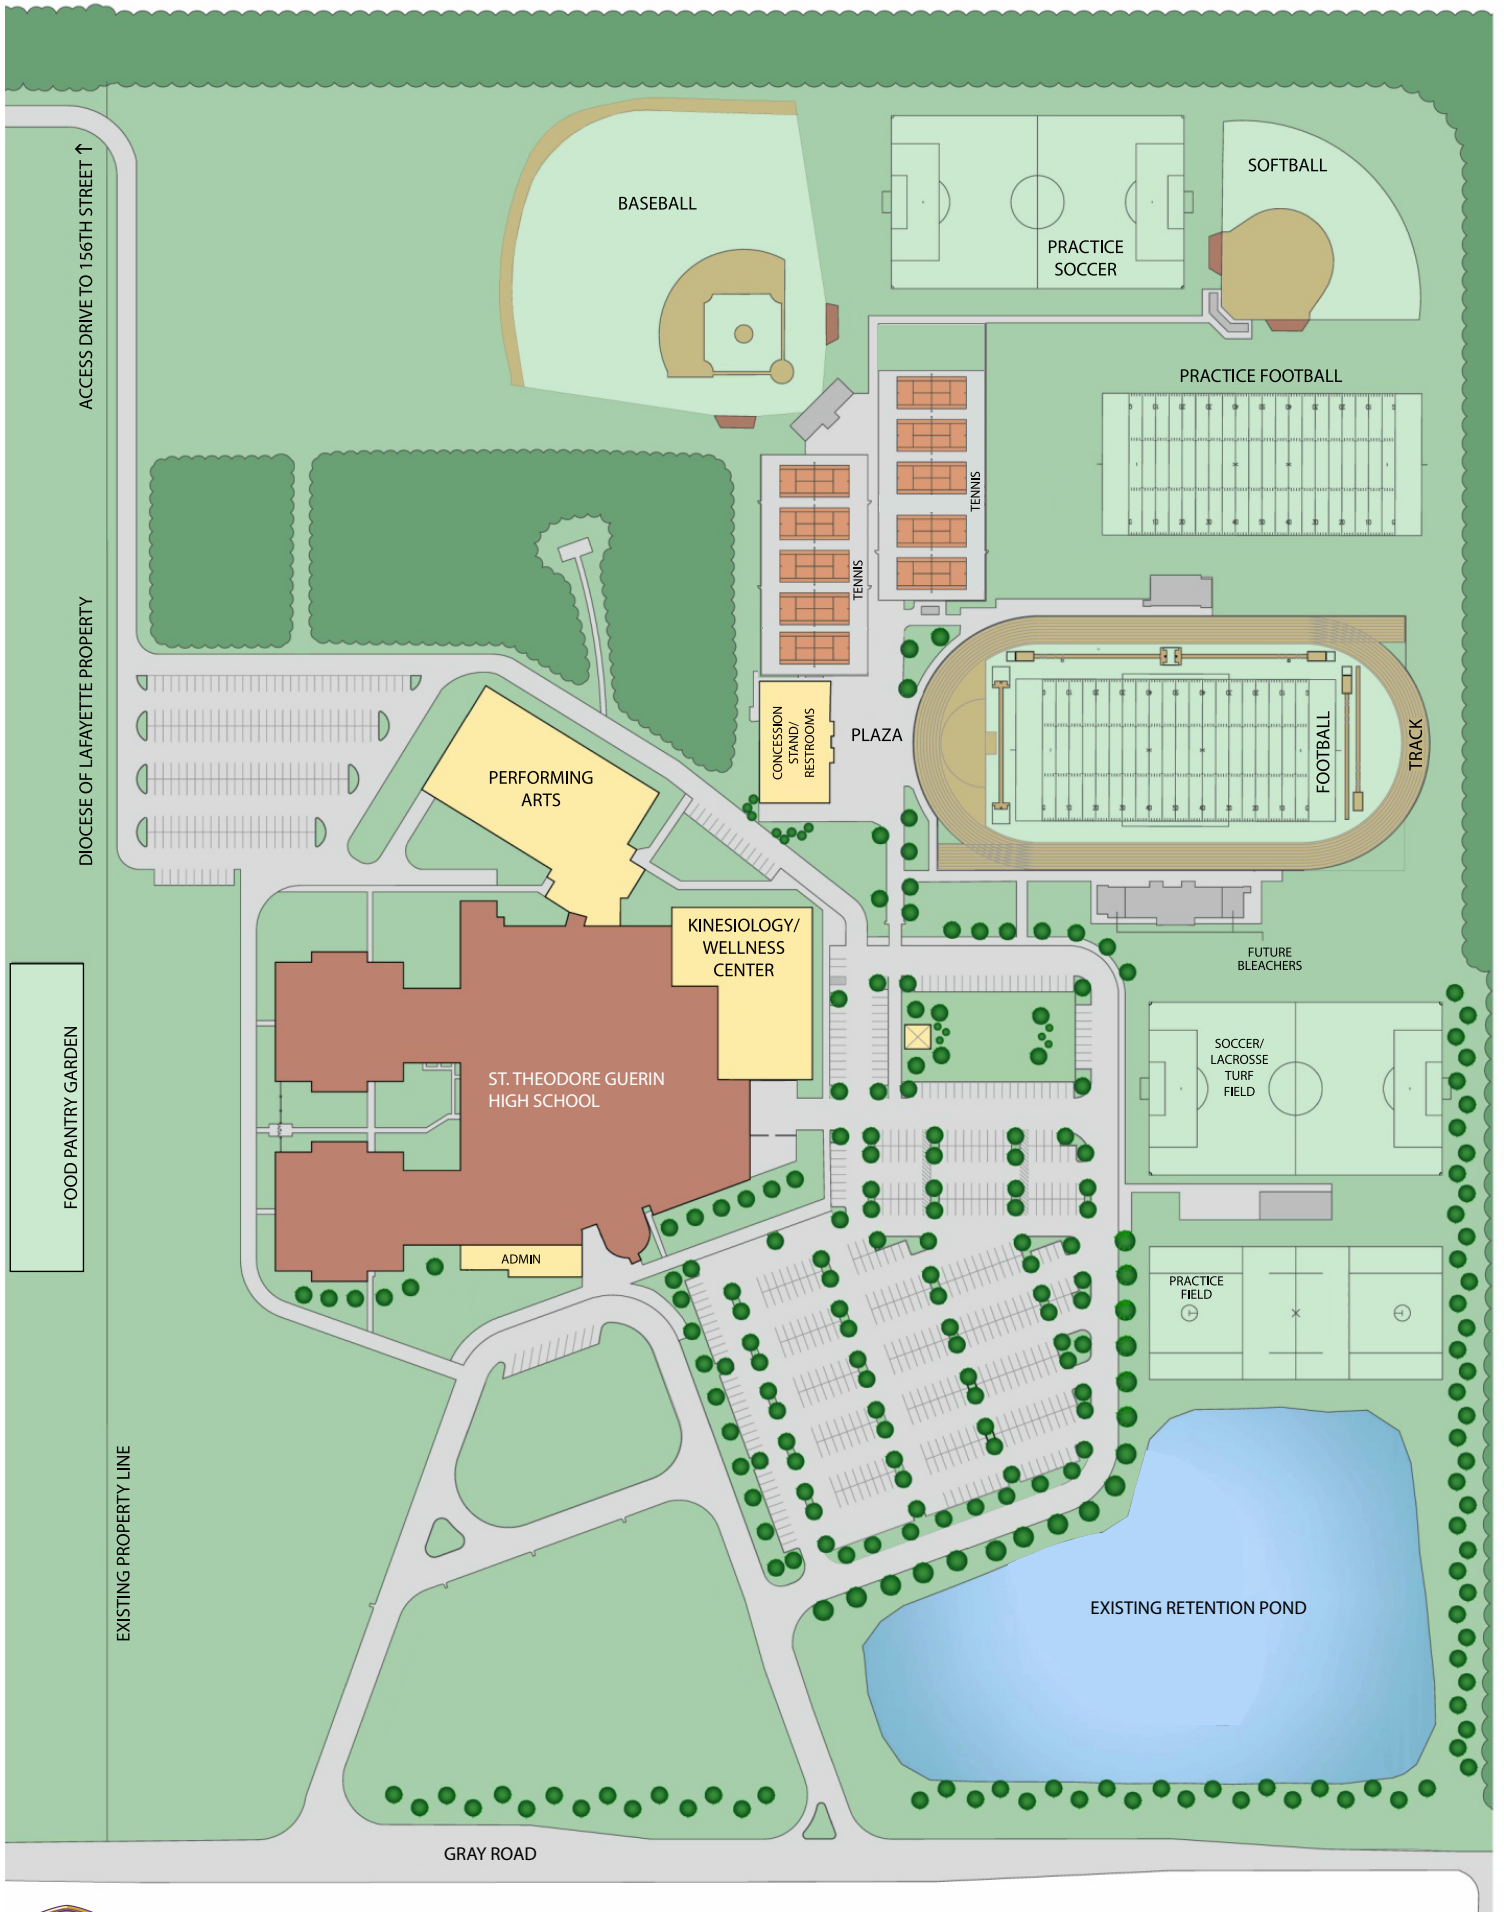 SOFTBALL
BASEBALL
PRACTICE
SOCCER
ACCESS DRIVE TO 156TH STREET ↑
PRACTICE FOOTBALL
TENNIS
TENNIS
DIOCESE OF LAFAYETTE PROPERTY
CONCESSION
STAND/
RESTROOMS
PLAZA
FOOTBALL
TRACK
PERFORMING
ARTS
KINESIOLOGY/
WELLNESS
CENTER
FUTURE
BLEACHERS
FOOD PANTRY GARDEN
SOCCER/
LACROSSE
TURF
FIELD
ST. THEODORE GUERIN
HIGH SCHOOL
ADMIN
PRACTICE
FIELD
EXISTING PROPERTY LINE
EXISTING RETENTION POND
GRAY ROAD